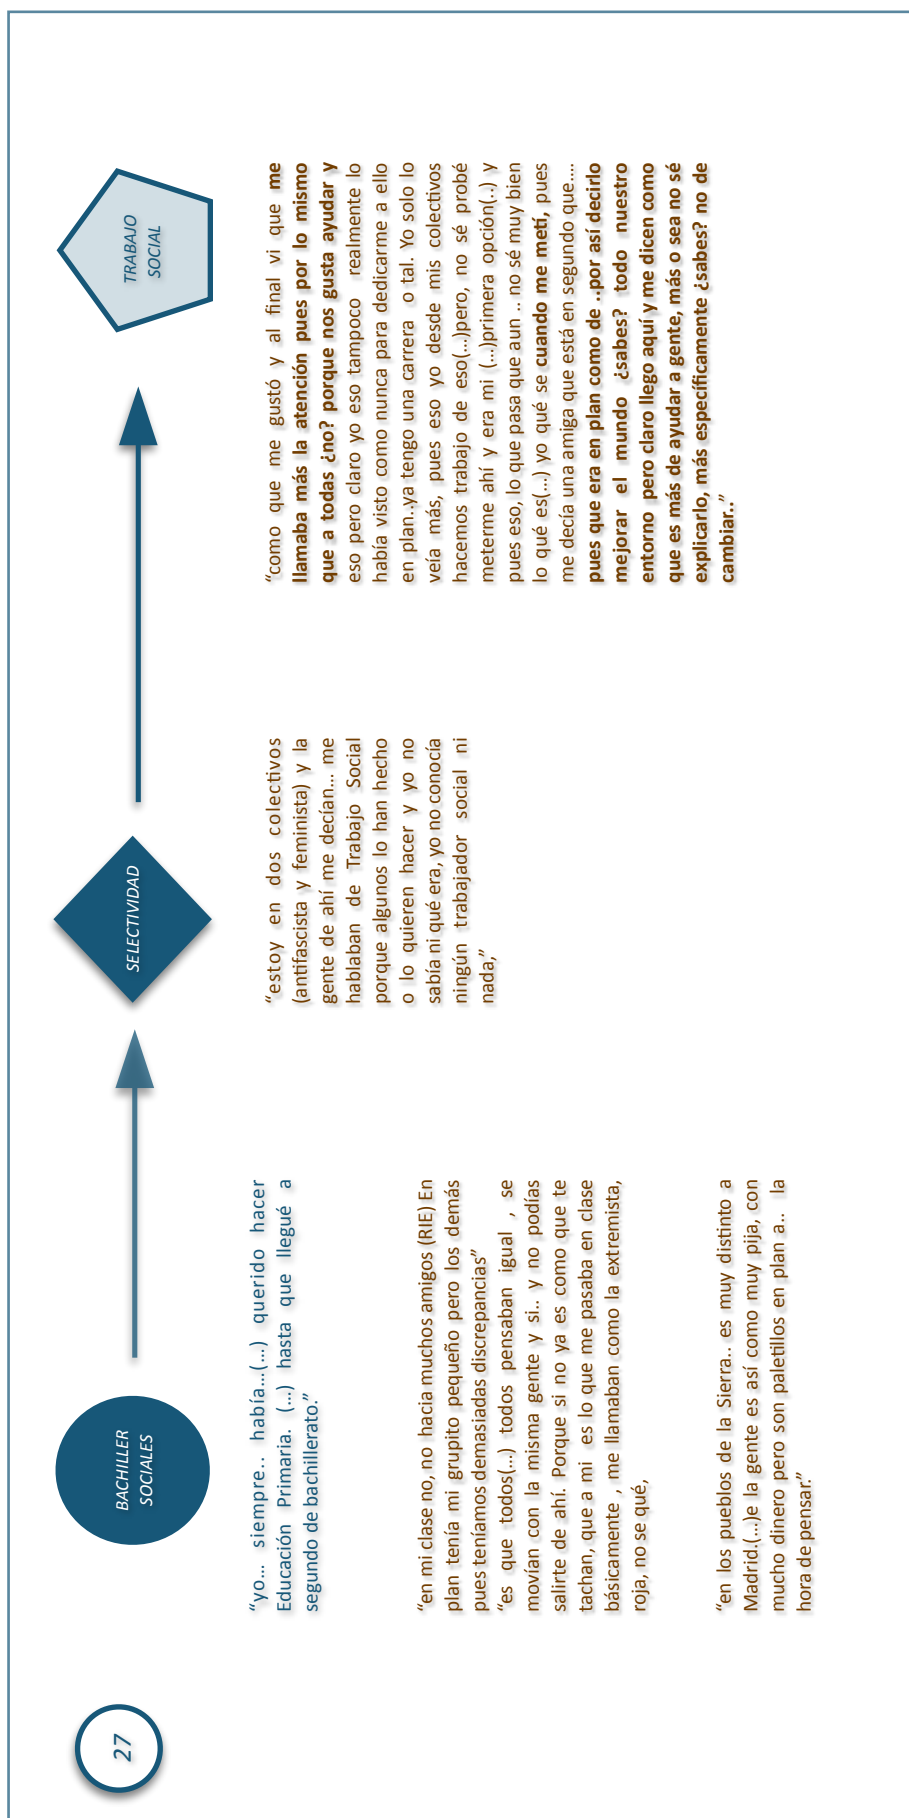 27
BACHILLER
SOCIALES
“yo... siempre.. había...(...) querido hacer
Educación Primaria. (...) hasta que llegué a
segundo de bachillerato.”
“en mi clase no, no hacia muchos amigos (RIE) En
plan tenía mi grupito pequeño pero los demás
pues teníamos demasiadas discrepancias”
“es que todos(...) todos pensaban igual , se
movían con la misma gente y si.. y no podías
salirte de ahí. Porque si no ya es como que te
tachan, que a mi es lo que me pasaba en clase
básicamente , me llamaban como la extremista,
roja, no se qué,
“en los pueblos de la Sierra.. es muy distinto a
Madrid.(...)e la gente es así como muy pija, con
mucho dinero pero son paletillos en plan a.. la
hora de pensar.”
SELECTIVIDAD
“estoy en dos colectivos
(antifascista y feminista) y la
gente de ahí me decían... me
hablaban de Trabajo Social
porque algunos lo han hecho
o lo quieren hacer y yo no
sabía ni qué era, yo no conocía
ningún trabajador social ni
nada,”
TRABAJO
SOCIAL
“como que me gustó y al final vi que me
llamaba más la atención pues por lo mismo
que a todas ¿no? porque nos gusta ayudar y
eso pero claro yo eso tampoco realmente lo
había visto como nunca para dedicarme a ello
en plan..ya tengo una carrera o tal. Yo solo lo
veía más, pues eso yo desde mis colectivos
hacemos trabajo de eso(...)pero, no sé probé
meterme ahí y era mi (...)primera opción(..) y
pues eso, lo que pasa que aun .. no sé muy bien
lo qué es(...) yo qué se cuando me metí, pues
me decía una amiga que está en segundo que....
pues que era en plan como de ..por así decirlo
mejorar el mundo ¿sabes? todo nuestro
entorno pero claro llego aquí y me dicen como
que es más de ayudar a gente, más o sea no sé
explicarlo, más específicamente ¿sabes? no de
cambiar..”